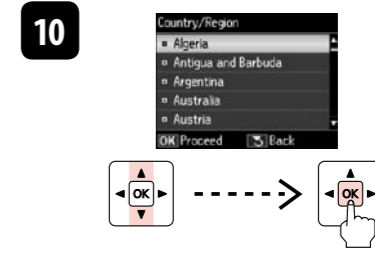 10
Country/Region
Algeria
Antigua and Barbuda
Argentina
Australia
Austria
OK Proceed Back
OK OK